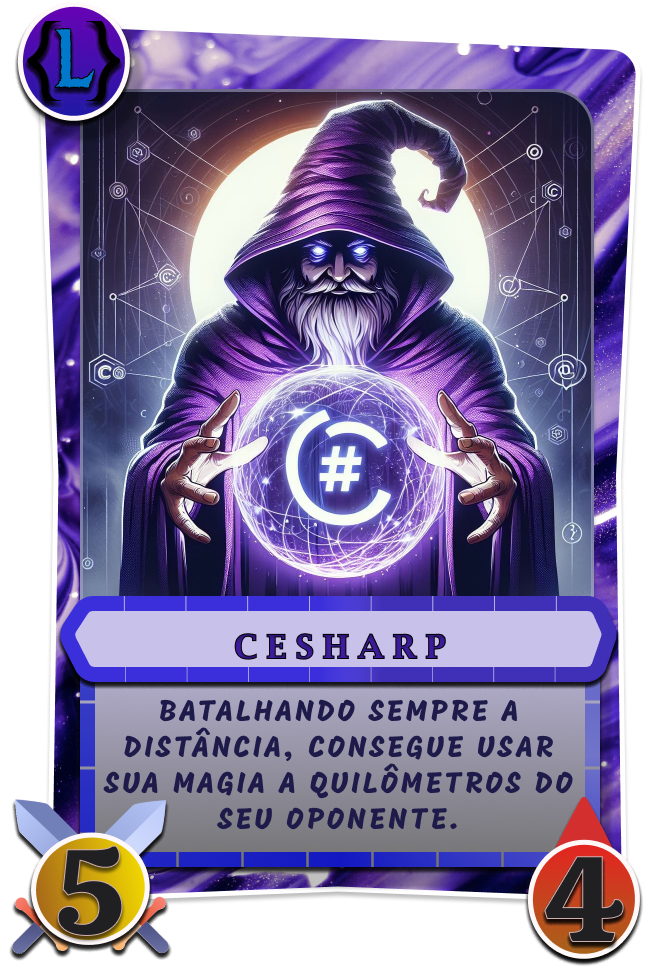 {L}
C#
CESHARP
BATALHANDO SEMPRE A
DISTÂNCIA, CONSEGUE USAR
SUA MAGIA A QUILÔMETROS DO
SEU OPONENTE.
5
4